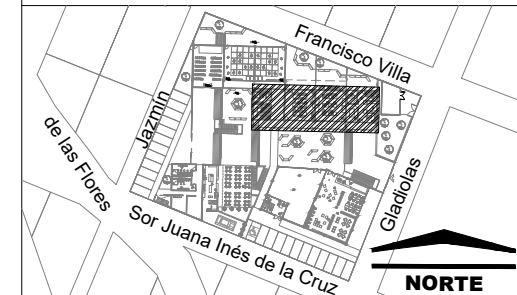 Francisco Villa
Jazmín
de las Flores
Gladiolas
Sor Juana Inés de la Cruz
NORTE